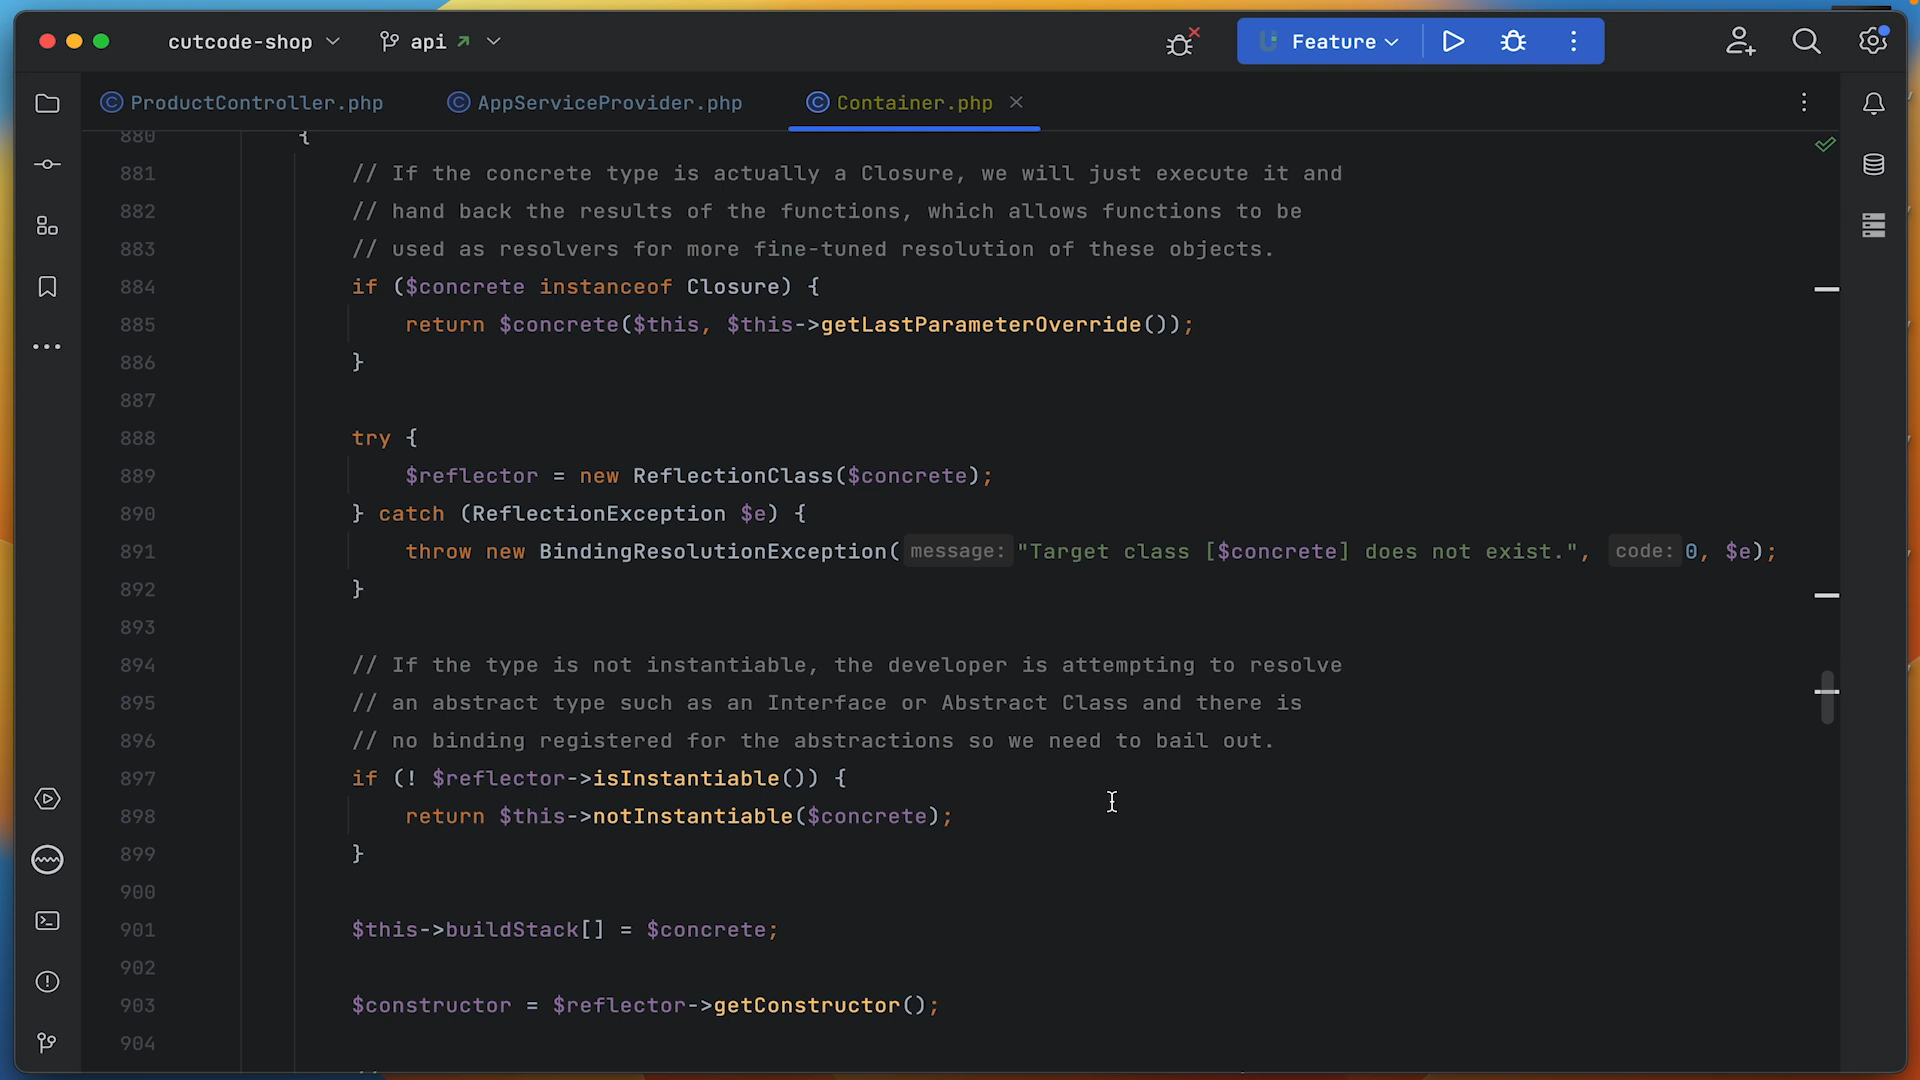 cutcode-shop api Feature
ProductController.php AppServiceProvider.php Container.php
880 {
881 // If the concrete type is actually a Closure, we will just execute it and
882 // hand back the results of the functions, which allows functions to be
883 // used as resolvers for more fine-tuned resolution of these objects.
884 if ($concrete instanceof Closure) {
885 return $concrete($this, $this->getLastParameterOverride());
886 }
887
888 try {
889 $reflector = new ReflectionClass($concrete);
890 } catch (ReflectionException $e) {
891 throw new BindingResolutionException( message: "Target class [$concrete] does not exist.", code: 0, $e);
892 }
893
894 // If the type is not instantiable, the developer is attempting to resolve
895 // an abstract type such as an Interface or Abstract Class and there is
896 // no binding registered for the abstractions so we need to bail out.
897 if (! $reflector->isInstantiable()) {
898 return $this->notInstantiable($concrete);
899 }
900
901 $this->buildStack[] = $concrete;
902
903 $constructor = $reflector->getConstructor();
904